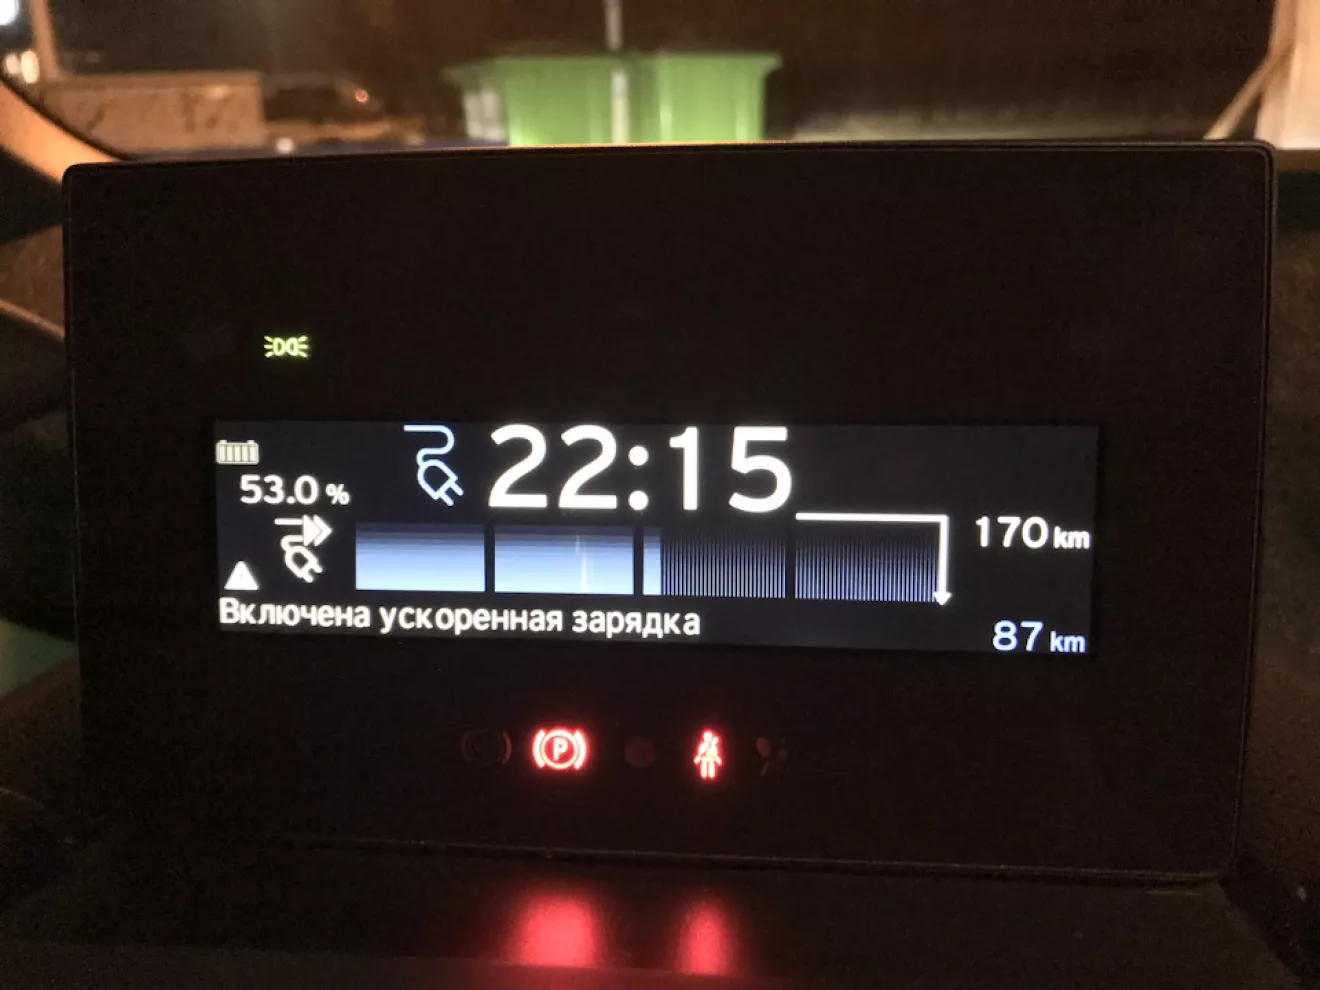 22:15
53.0 %
170 km
Включена ускоренная зарядка
87 km
P